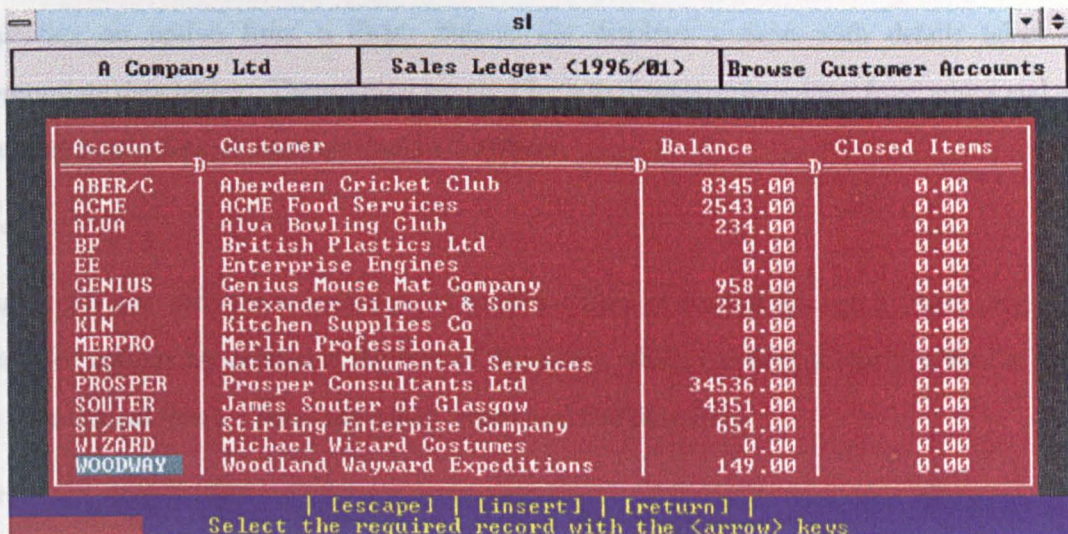 sl
A Company Ltd Sales Ledger (1996/01) Browse Customer Accounts
Account Customer Balance Closed Items
D D D
ABER/C Aberdeen Cricket Club 8345.00 0.00
ACME ACME Food Services 2543.00 0.00
ALVA Alva Bowling Club 234.00 0.00
BP British Plastics Ltd 0.00 0.00
EE Enterprise Engines 0.00 0.00
GENIUS Genius Mouse Mat Company 958.00 0.00
GIL/A Alexander Gilmour & Sons 231.00 0.00
KIN Kitchen Supplies Co 0.00 0.00
MERPRO Merlin Professional 0.00 0.00
NTS National Monumental Services 0.00 0.00
PROSPER Prosper Consultants Ltd 34536.00 0.00
SOUTER James Souter of Glasgow 4351.00 0.00
ST/ENT Stirling Enterpise Company 654.00 0.00
WIZARD Michael Wizard Costumes 0.00 0.00
WOODWAY Woodland Wayward Expeditions 149.00 0.00
| [escape] | [insert] | [return] |
Select the required record with the <arrow> keys